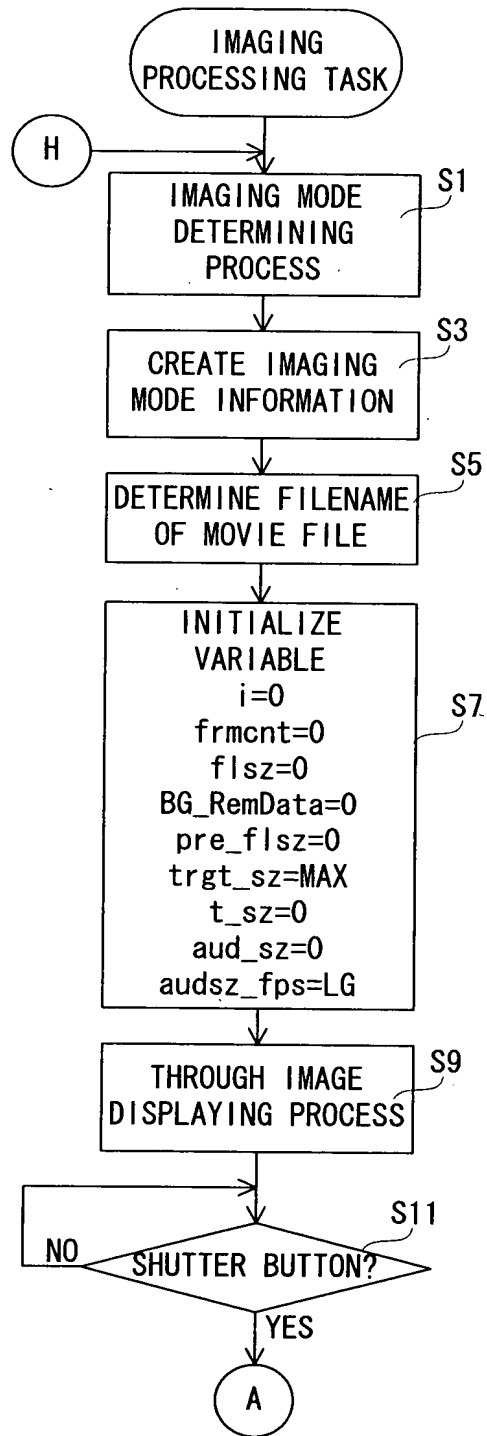 IMAGING
PROCESSING TASK
H
S1
IMAGING MODE
DETERMINING
PROCESS
S3
CREATE IMAGING
MODE INFORMATION
S5
DETERMINE FILENAME
OF MOVIE FILE
S7
INITIALIZE
VARIABLE
i=0
frmcnt=0
flsz=0
BG_RemData=0
pre_flsz=0
trgt_sz=MAX
t_sz=0
aud_sz=0
audsz_fps=LG
S9
THROUGH IMAGE
DISPLAYING PROCESS
S11
NO
SHUTTER BUTTON?
YES
A